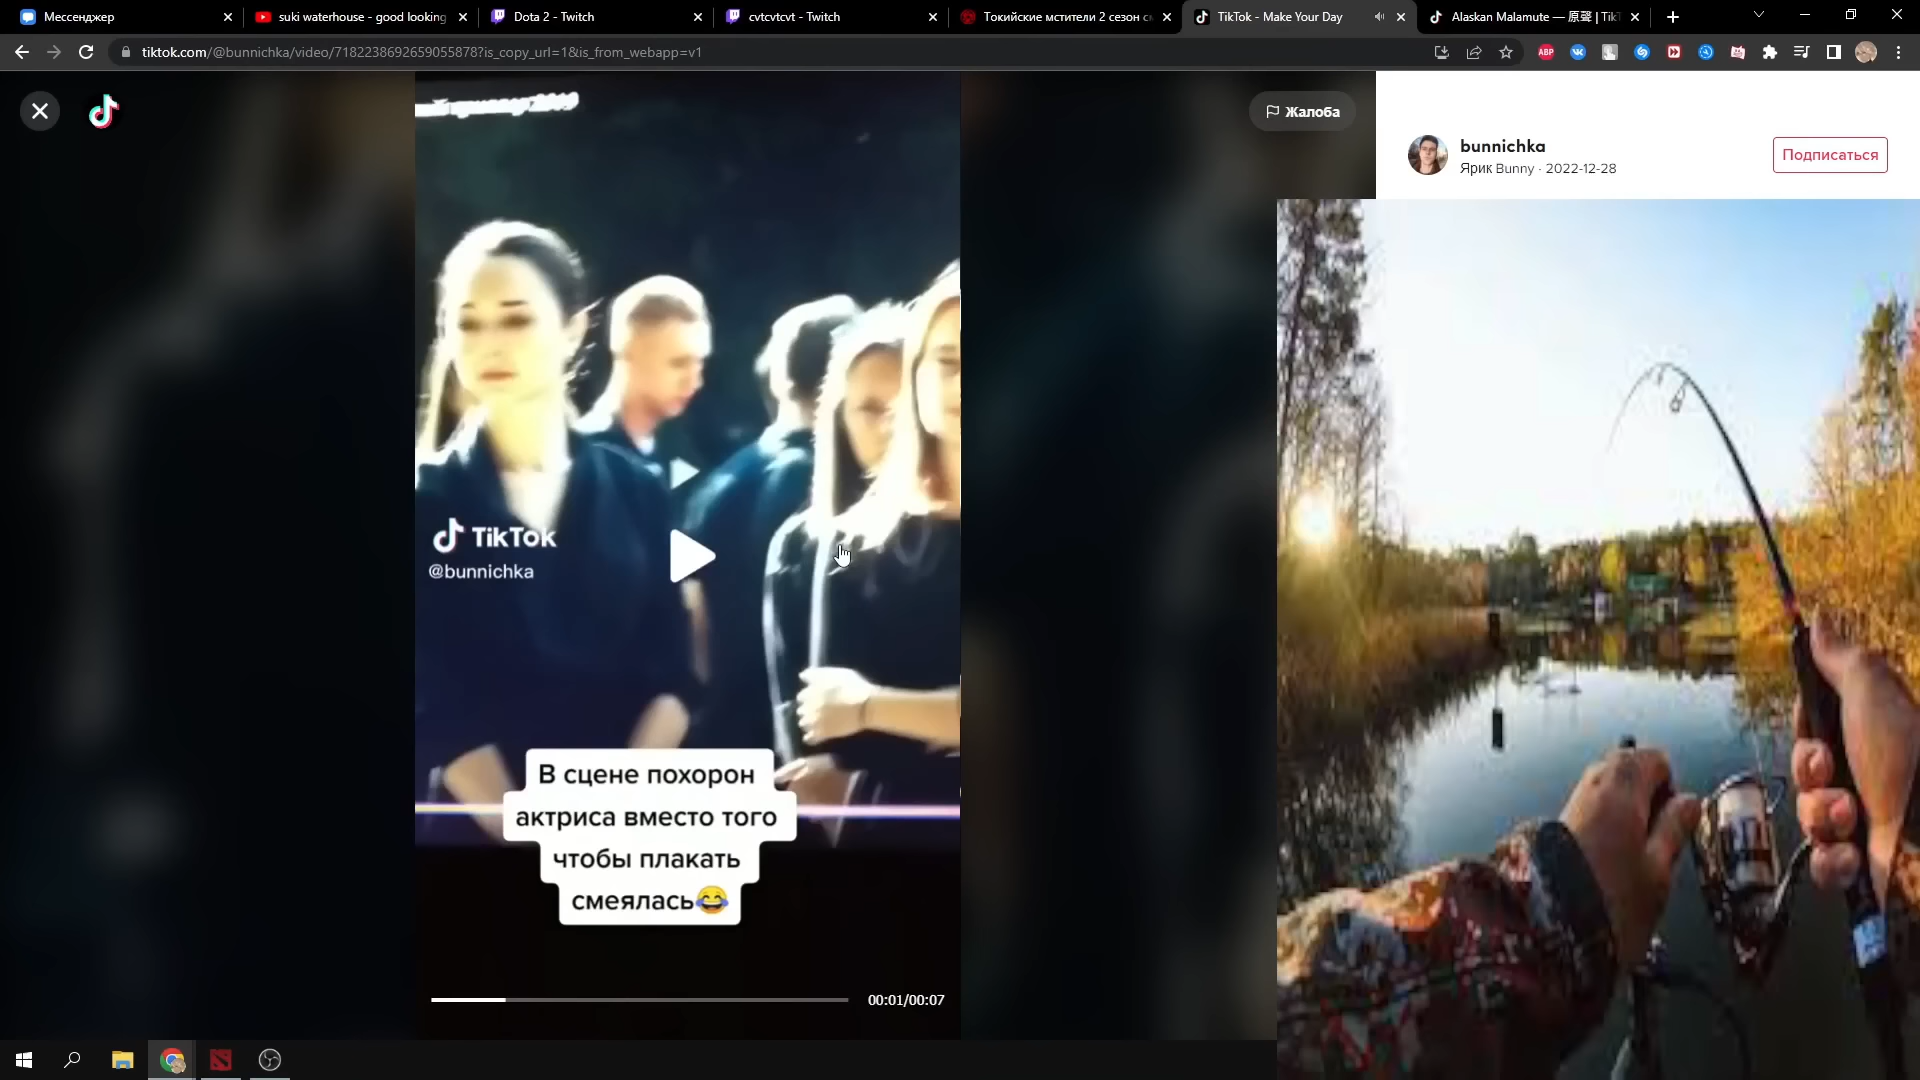 Мессенджер
suki waterhouse - good looking
Dota 2 - Twitch
cvtcvtcvt - Twitch
Токийские мстители 2 сезон
TikTok - Make Your Day
Alaskan Malamute — 原聲 | Tik
tiktok.com/@bunnichka/video/7182238692659055878?is_copy_url=1&is_from_webapp=v1
ABP
Жалоба
bunnichka
Ярик Bunny · 2022-12-28
Подписаться
TikTok
@bunnichka
В сцене похорон
актриса вместо того
чтобы плакать
смеялась😂
00:01/00:07